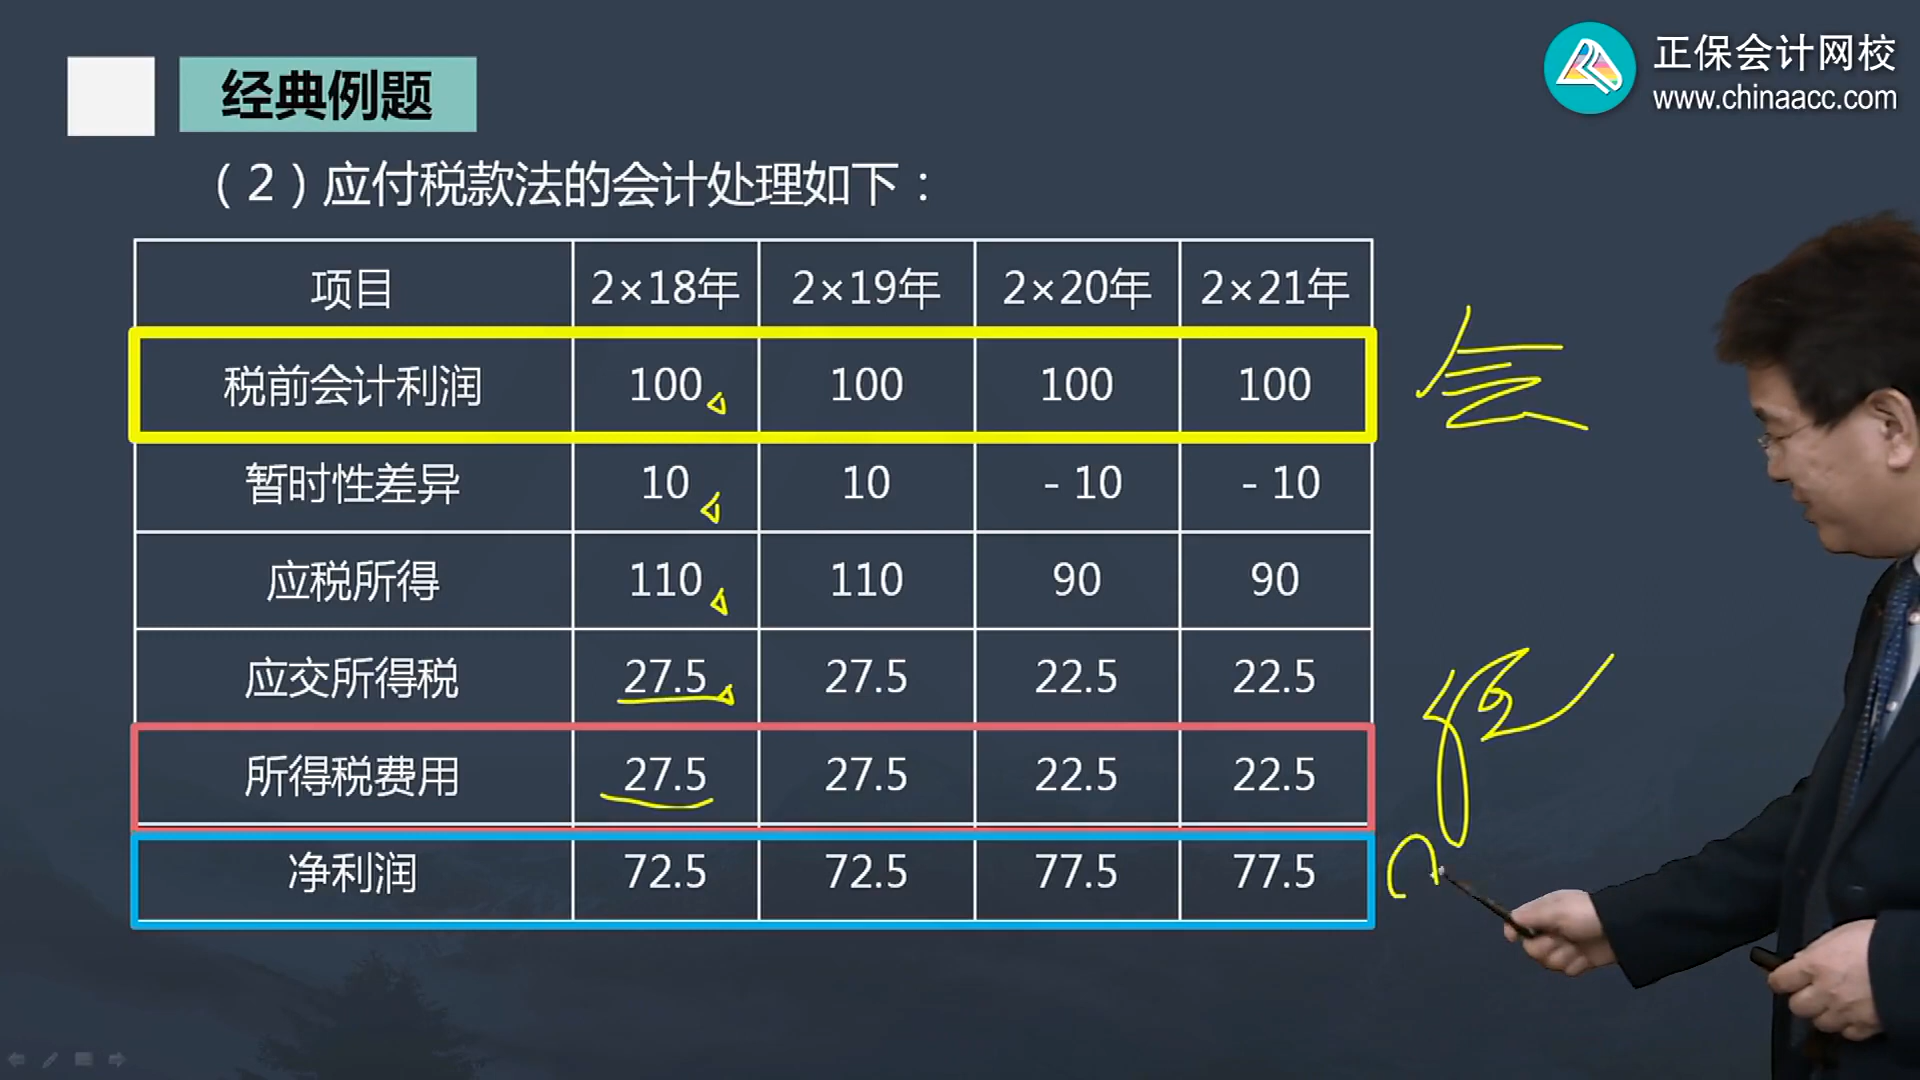 正保会计网校
www.chinaacc.com
经典例题
（2）应付税款法的会计处理如下：
项目 2×18年 2×19年 2×20年 2×21年
税前会计利润 100 100 100 100
暂时性差异 10 10 -10 -10
应税所得 110 110 90 90
应交所得税 27.5 27.5 22.5 22.5
所得税费用 27.5 27.5 22.5 22.5
净利润 72.5 72.5 77.5 77.5
会